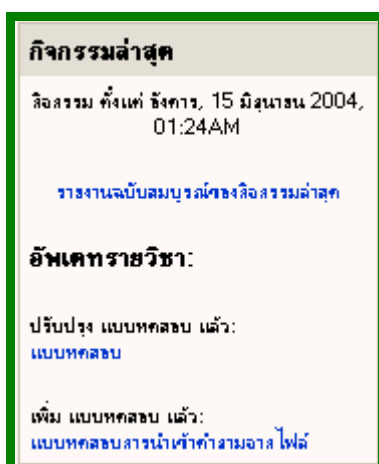 กิจกรรมล่าสุด
กิจกรรม ตั้งแต่ อังคาร, 15 มิถุนายน 2004,
01:24AM
รายงานฉบับสมบูรณ์ของกิจกรรมล่าสุด
อัพเดทรายวิชา:
ปรับปรุง แบบทดสอบ แล้ว:
แบบทดสอบ
เพิ่ม แบบทดสอบ แล้ว:
แบบทดสอบการนำเข้าคำถามจากไฟล์